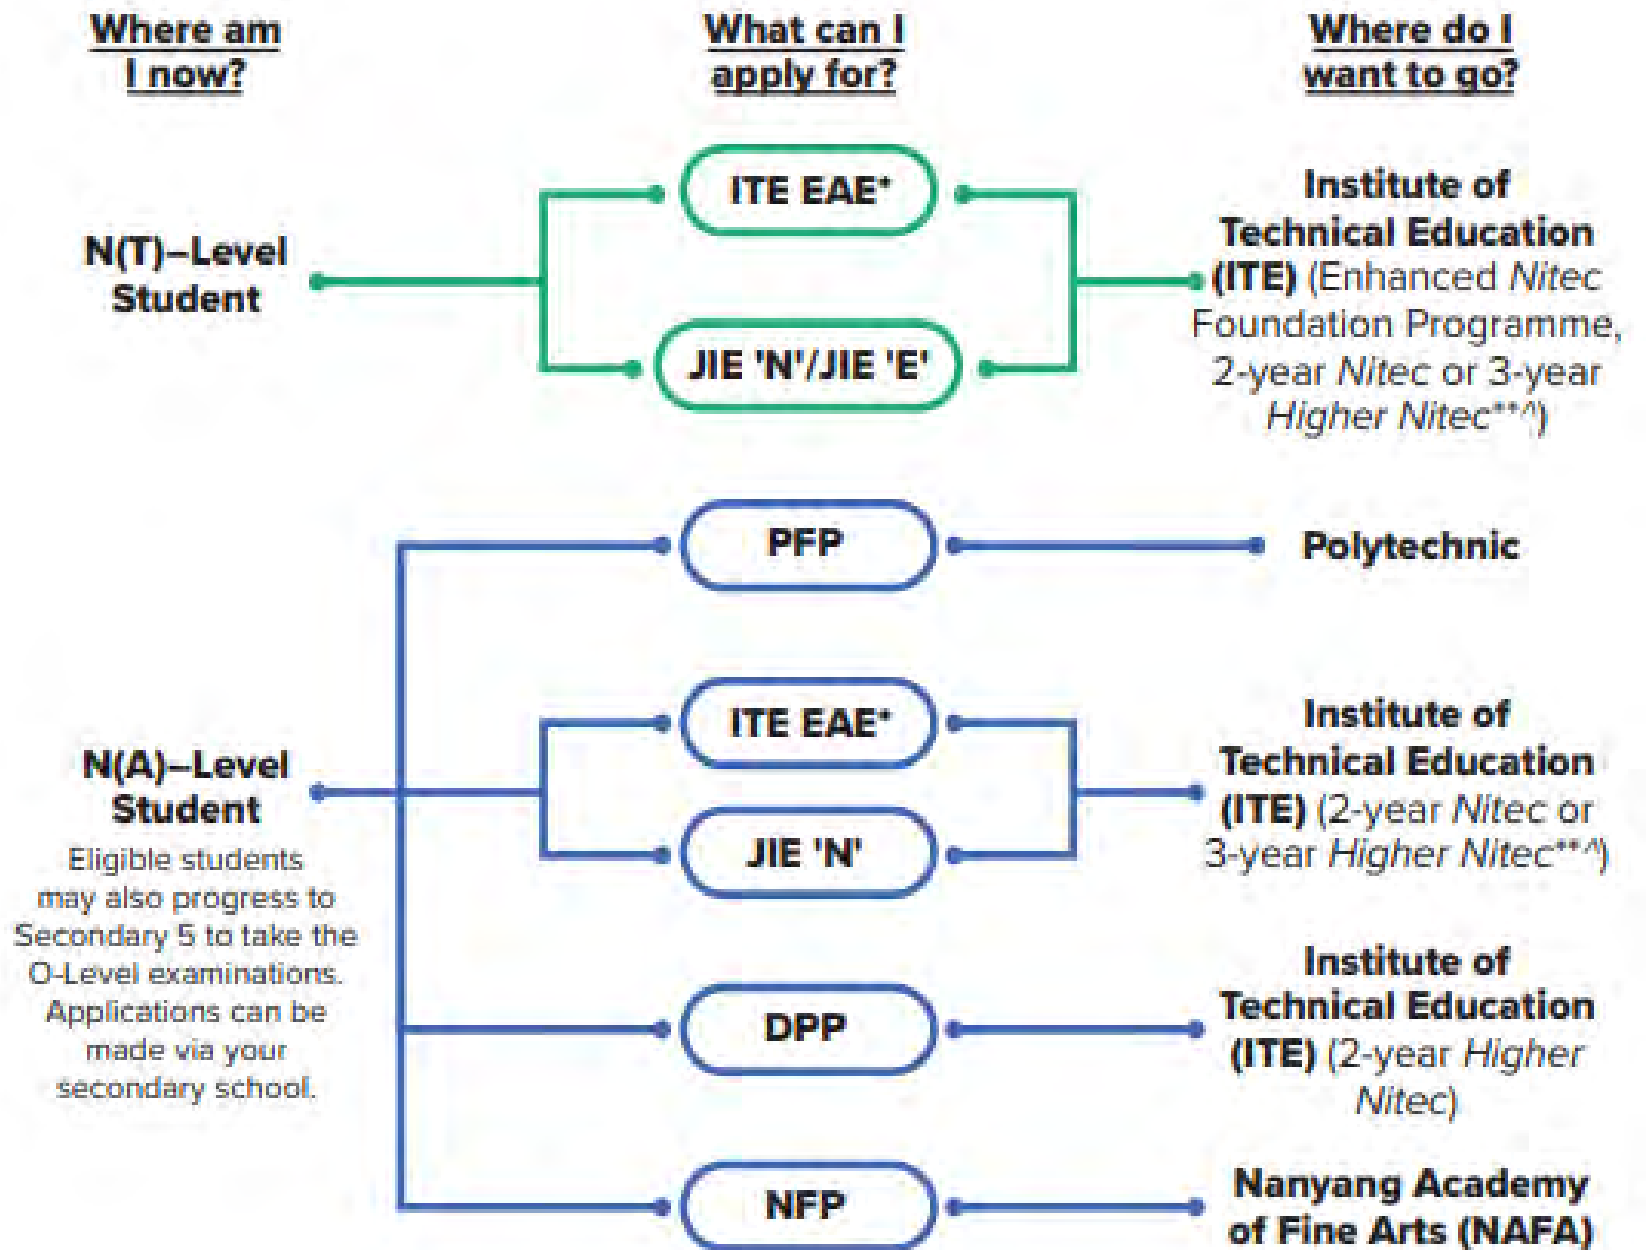 Where am
I now?
What can I
apply for?
Where do I
want to go?
N(T)–Level
Student
ITE EAE*
JIE 'N'/JIE 'E'
Institute of
Technical Education
(ITE) (Enhanced Nitec
Foundation Programme,
2-year Nitec or 3-year
Higher Nitec**^)
N(A)–Level
Student
Eligible students
may also progress to
Secondary 5 to take the
O-Level examinations.
Applications can be
made via your
secondary school.
PFP
Polytechnic
ITE EAE*
JIE 'N'
Institute of
Technical Education
(ITE) (2-year Nitec or
3-year Higher Nitec**^)
DPP
Institute of
Technical Education
(ITE) (2-year Higher
Nitec)
NFP
Nanyang Academy
of Fine Arts (NAFA)